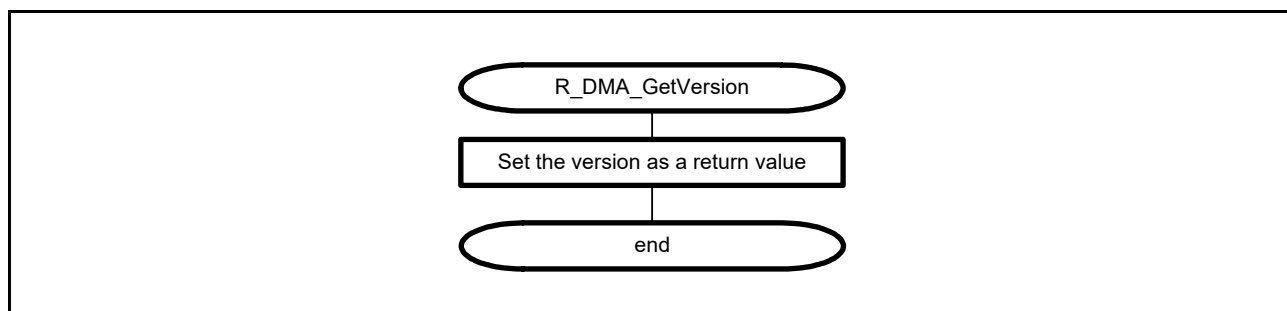 R_DMA_GetVersion
Set the version as a return value
end